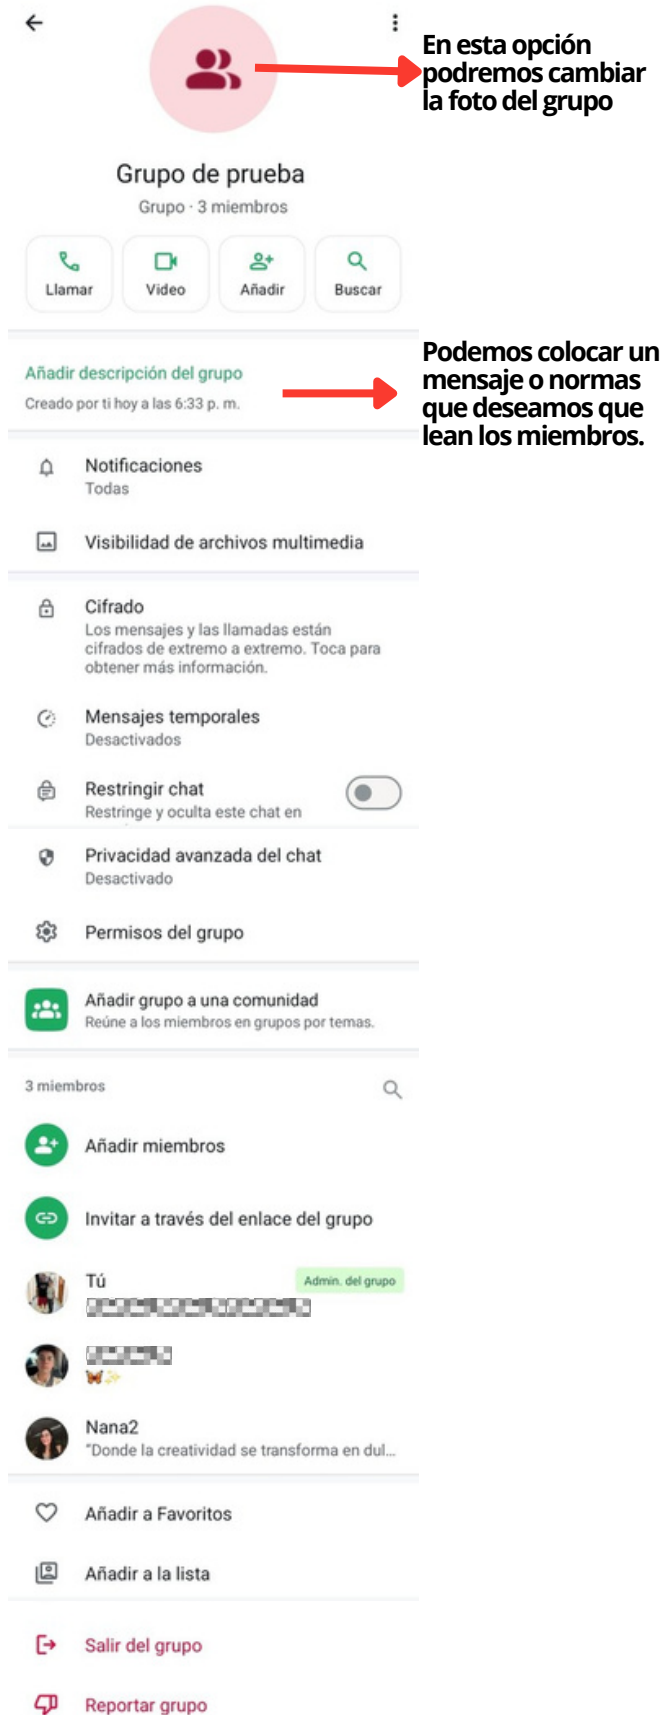 En esta opción
podremos cambiar
la foto del grupo
Grupo de prueba
Grupo · 3 miembros
Llamar
Video
Añadir
Buscar
Añadir descripción del grupo
Creado por ti hoy a las 6:33 p. m.
Podemos colocar un
mensaje o normas
que deseamos que
lean los miembros.
Notificaciones
Todas
Visibilidad de archivos multimedia
Cifrado
Los mensajes y las llamadas están
cifrados de extremo a extremo. Toca para
obtener más información.
Mensajes temporales
Desactivados
Restringir chat
Restringe y oculta este chat en
Privacidad avanzada del chat
Desactivado
Permisos del grupo
Añadir grupo a una comunidad
Reúne a los miembros en grupos por temas.
3 miembros
Añadir miembros
Invitar a través del enlace del grupo
Tú
Admin. del grupo
Nana2
"Donde la creatividad se transforma en dul...
Añadir a Favoritos
Añadir a la lista
Salir del grupo
Reportar grupo